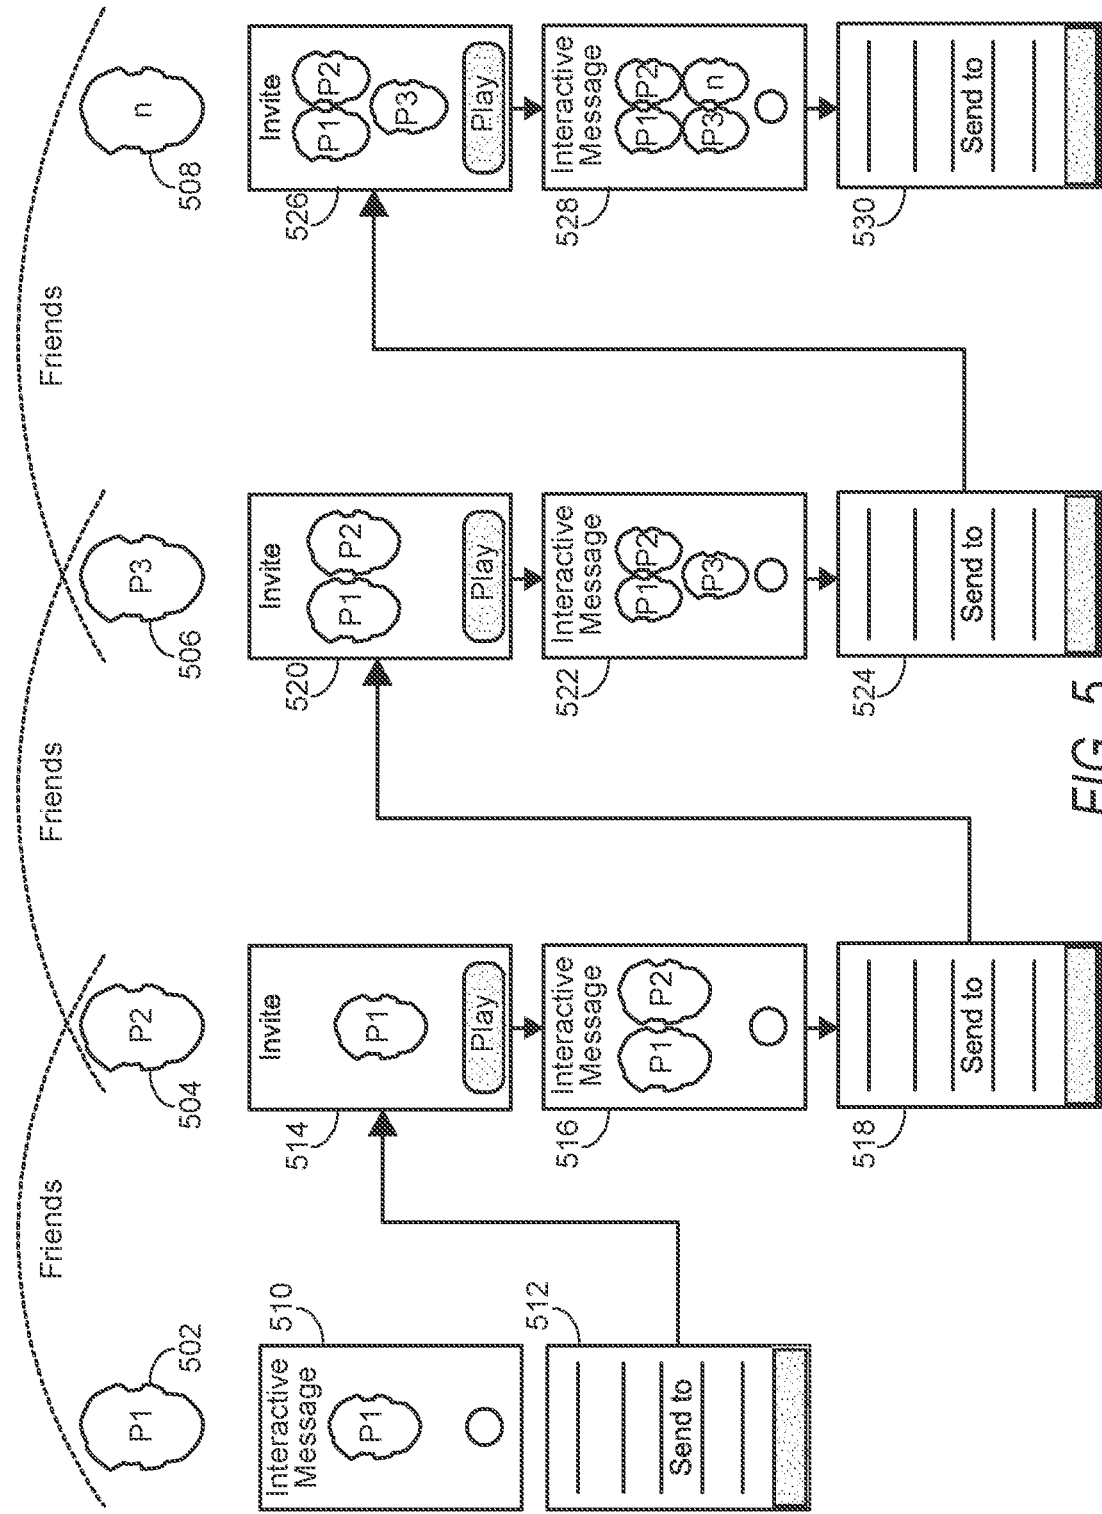 Friends
Friends
Friends
P1
502
P2
504
P3
506
n
508
Interactive
Message
P1
510
Send to
512
Invite
P1
Play
514
Interactive
Message
P1
P2
516
Send to
518
Invite
P1
P2
Play
520
Interactive
Message
P1
P2
P3
522
Send to
524
Invite
P1
P2
P3
Play
526
Interactive
Message
P1
P2
P3
n
528
Send to
530
FIG. 5